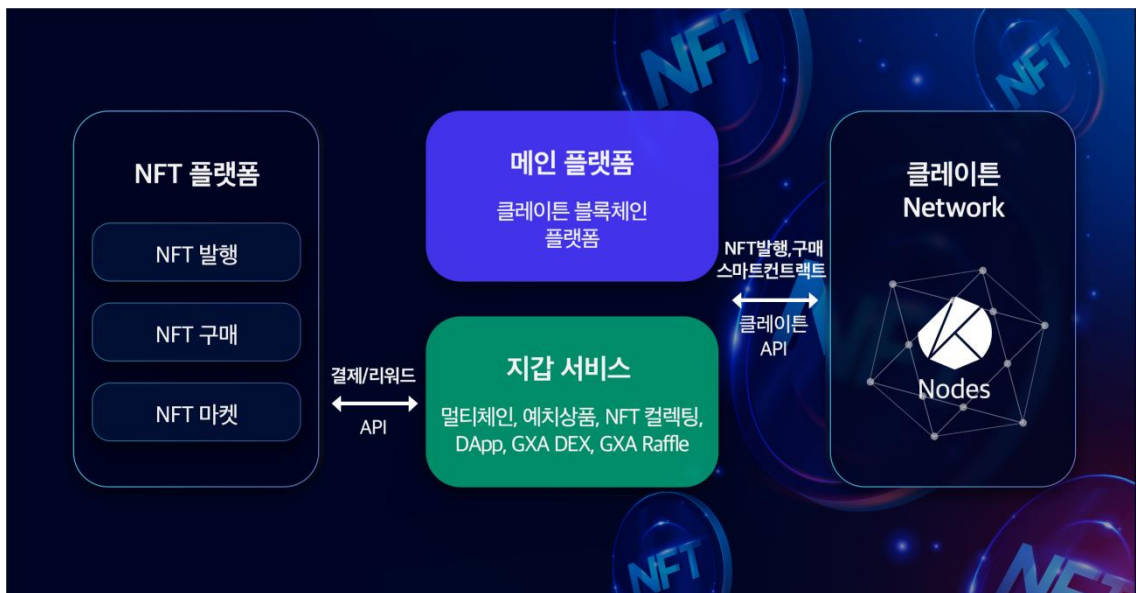 NFT 플랫폼
NFT 발행
NFT 구매
NFT 마켓
결제/리워드
API
메인 플랫폼
클레이튼 블록체인
플랫폼
지갑 서비스
멀티체인, 예치상품, NFT 컬렉팅,
DApp, GXA DEX, GXA Raffle
NFT발행,구매
스마트컨트랙트
클레이튼
API
클레이튼
Network
Nodes
NFT
NFT
NFT
NFT
NFT